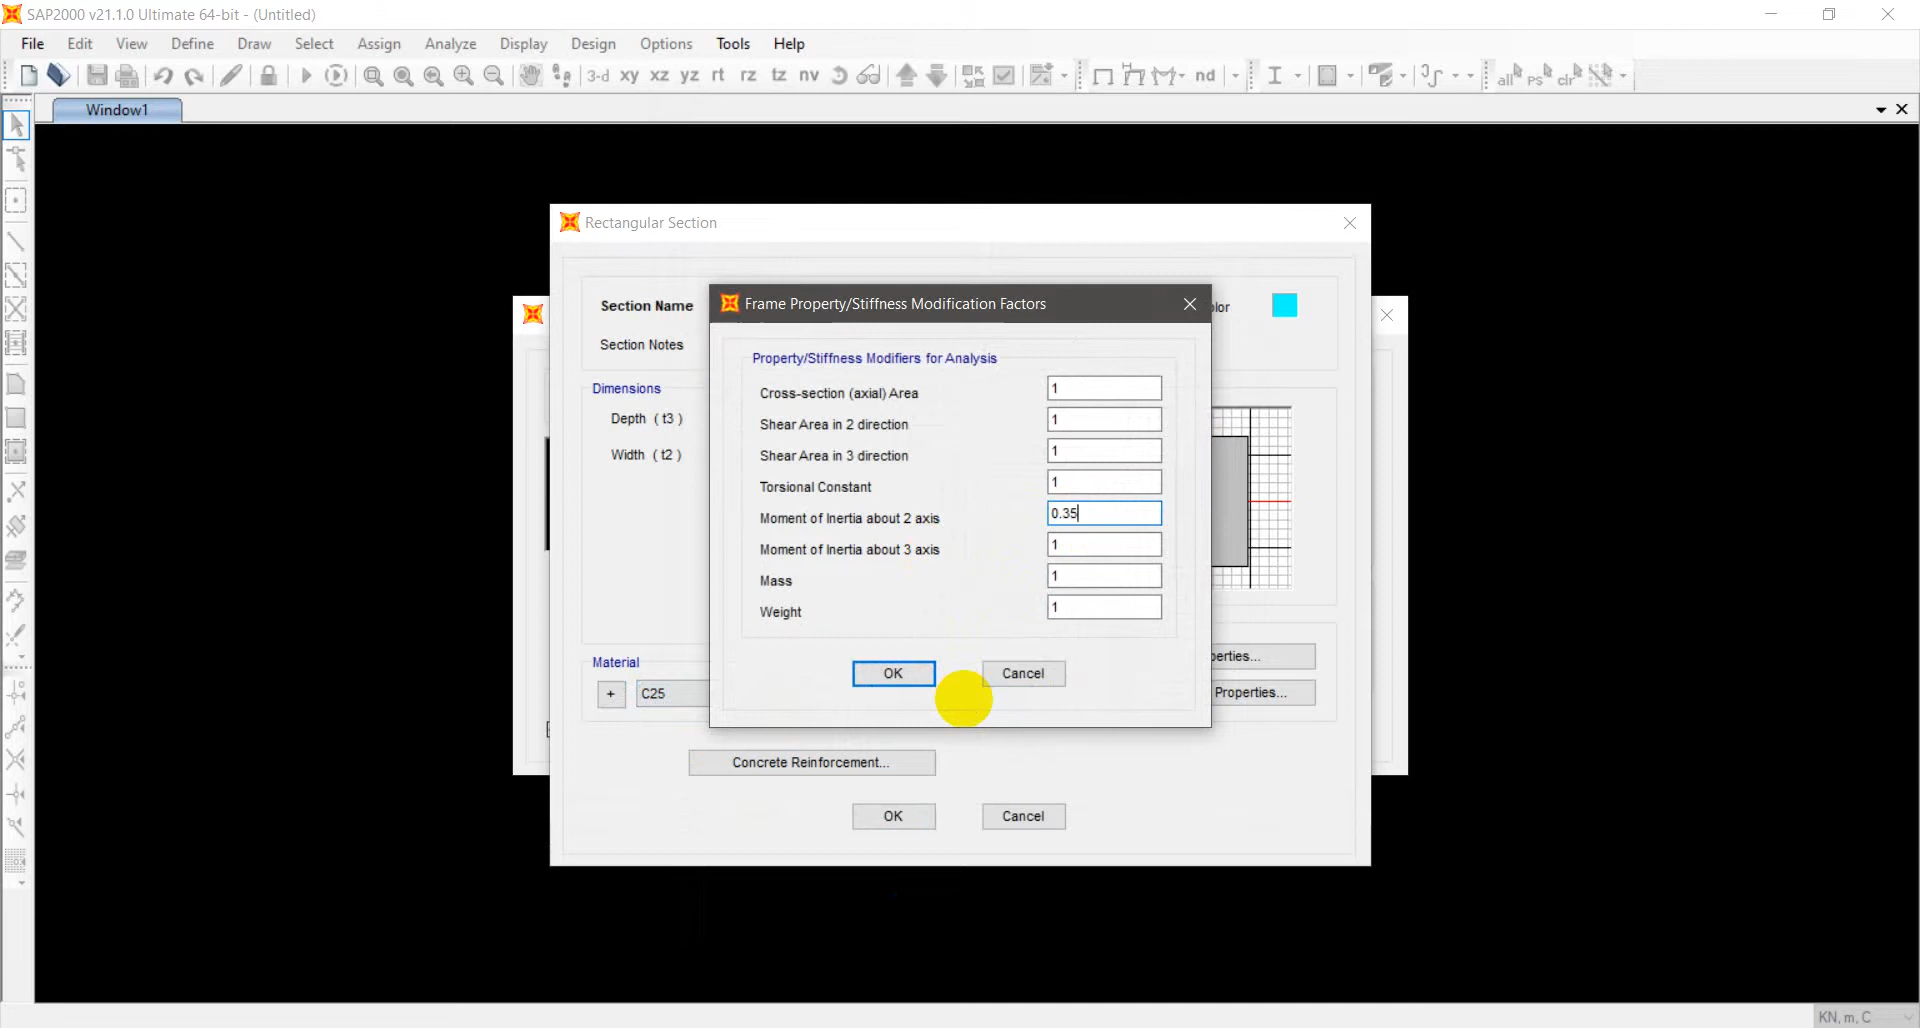 SAP2000 v21.1.0 Ultimate 64-bit - (Untitled)
File Edit View Define Draw Select Assign Analyze Display Design Options Tools Help
3-d xy xz yz rt rz tz nv nd all PS clr
Window1
Rectangular Section
Section Name
olor
Section Notes
Dimensions
Depth ( t3 )
Width ( t2 )
Material
+ C25
perties...
Properties...
Concrete Reinforcement...
OK Cancel
Frame Property/Stiffness Modification Factors
Property/Stiffness Modifiers for Analysis
Cross-section (axial) Area 1
Shear Area in 2 direction 1
Shear Area in 3 direction 1
Torsional Constant 1
Moment of Inertia about 2 axis 0.35
Moment of Inertia about 3 axis 1
Mass 1
Weight 1
OK Cancel
KN, m, C